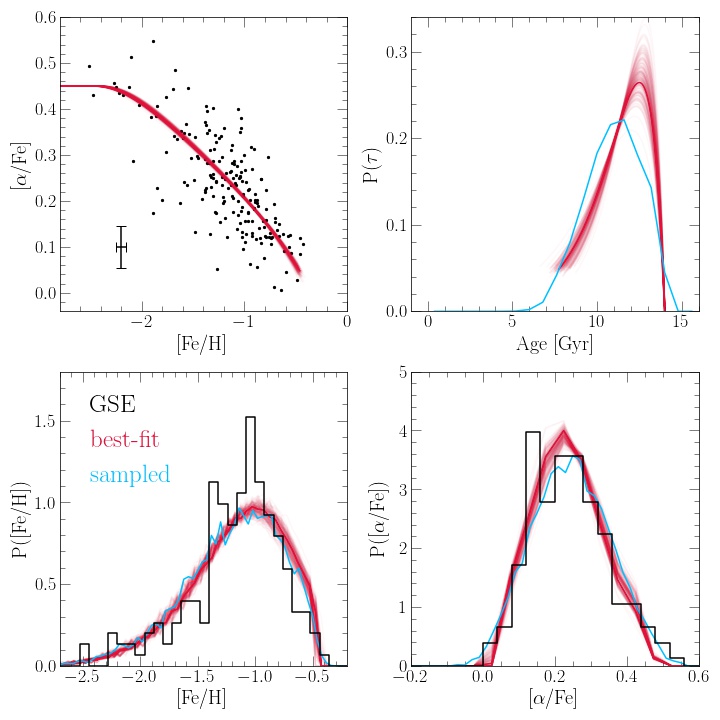 0.6
0.5
0.4
0.3
0.2
0.1
0.0
[α/Fe]
−2 −1 0
[Fe/H]
0.3
0.2
0.1
0.0
P(τ)
0 5 10 15
Age [Gyr]
1.5
1.0
0.5
0.0
P([Fe/H])
GSE
best-fit
sampled
−2.5 −2.0 −1.5 −1.0 −0.5
[Fe/H]
5
4
3
2
1
0
P([α/Fe])
−0.2 0.0 0.2 0.4 0.6
[α/Fe]